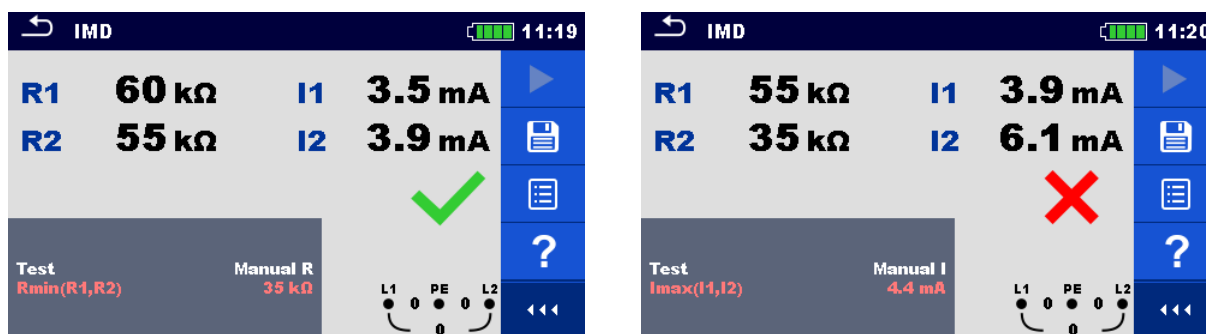 IMD 11:19
R1 60 kΩ I1 3.5 mA
R2 55 kΩ I2 3.9 mA
?
Test Manual R
Rmin(R1,R2) 35 kΩ
L1 PE L2
0 0
0
IMD 11:20
R1 55 kΩ I1 3.9 mA
R2 35 kΩ I2 6.1 mA
?
Test Manual I
Imax(I1,I2) 4.4 mA
L1 PE L2
0 0
0